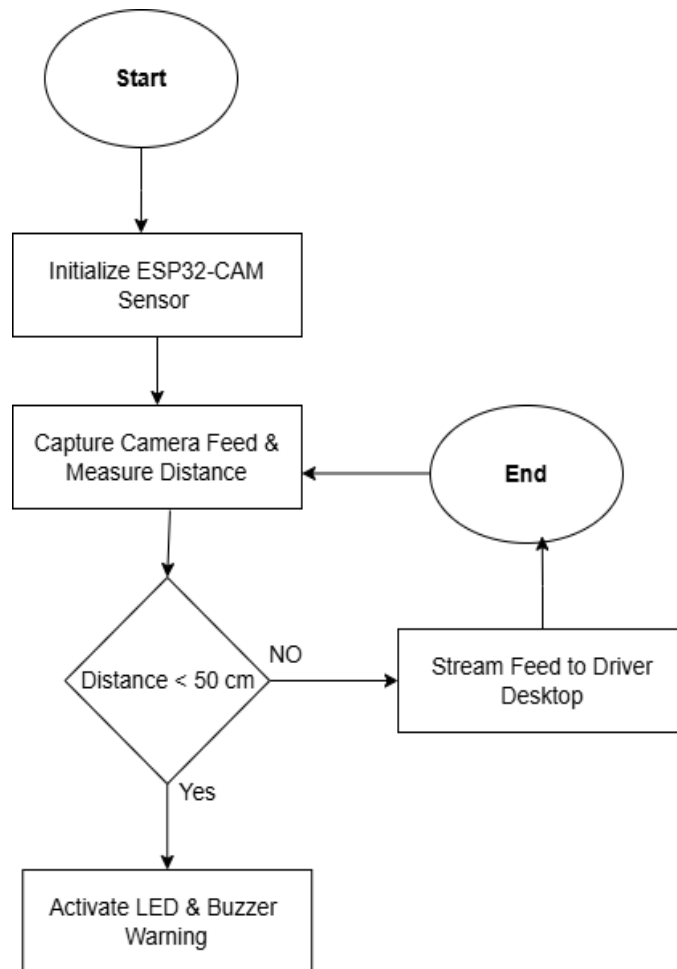 Start
Initialize ESP32-CAM
Sensor
Capture Camera Feed &
Measure Distance
End
Distance < 50 cm
NO
Stream Feed to Driver
Desktop
Yes
Activate LED & Buzzer
Warning